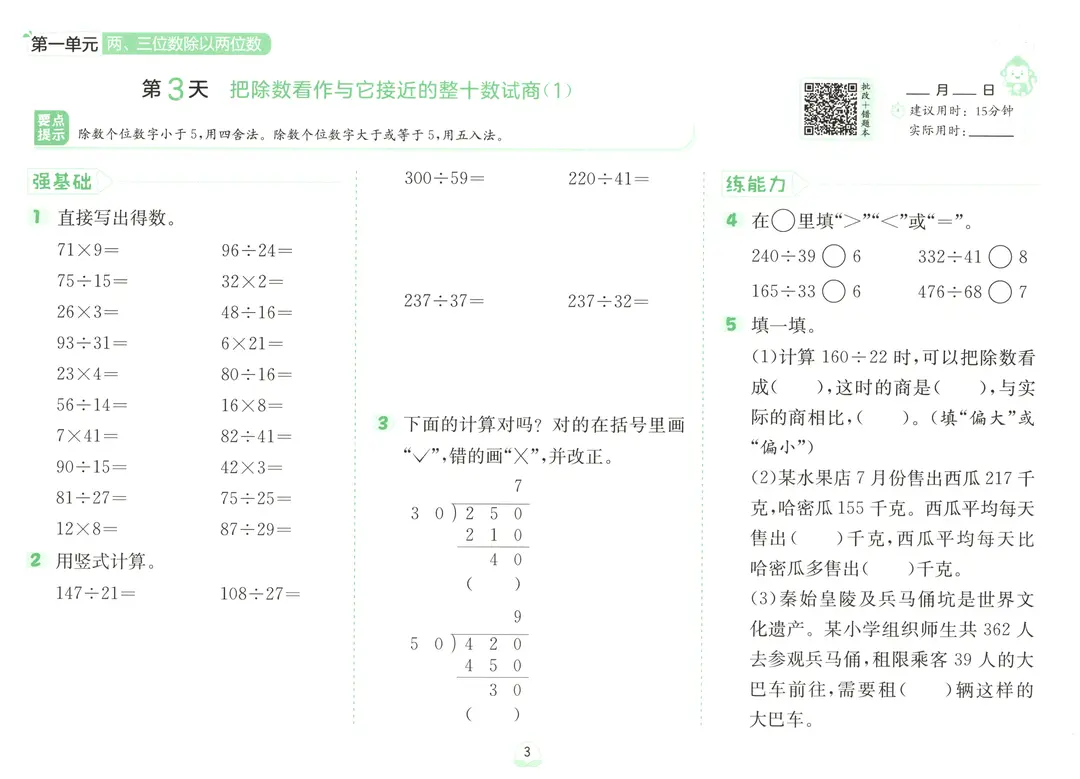 第一单元 两、三位数除以两位数
第3天 把除数看作与它接近的整十数试商(1)
批改+错题本
月 日
建议用时：15分钟
实际用时：
要点提示 除数个位数字小于5,用四舍法。除数个位数字大于或等于5,用五入法。
强基础
1 直接写出得数。
71×9= 96÷24=
75÷15= 32×2=
26×3= 48÷16=
93÷31= 6×21=
23×4= 80÷16=
56÷14= 16×8=
7×41= 82÷41=
90÷15= 42×3=
81÷27= 75÷25=
12×8= 87÷29=
2 用竖式计算。
147÷21= 108÷27=
300÷59= 220÷41=
237÷37= 237÷32=
3 下面的计算对吗？对的在括号里画
“✓”,错的画“×”,并改正。
7
30)250
210
40
( )
9
50)420
450
30
( )
练能力
4 在○里填“>”“<”或“=”。
240÷39○6 332÷41○8
165÷33○6 476÷68○7
5 填一填。
(1)计算160÷22时,可以把除数看
成( ),这时的商是( ),与实
际的商相比,( )。(填“偏大”或
“偏小”)
(2)某水果店7月份售出西瓜217千
克,哈密瓜155千克。西瓜平均每天
售出( )千克,西瓜平均每天比
哈密瓜多售出( )千克。
(3)秦始皇陵及兵马俑坑是世界文
化遗产。某小学组织师生共362人
去参观兵马俑,租限乘客39人的大
巴车前往,需要租( )辆这样的
大巴车。
3